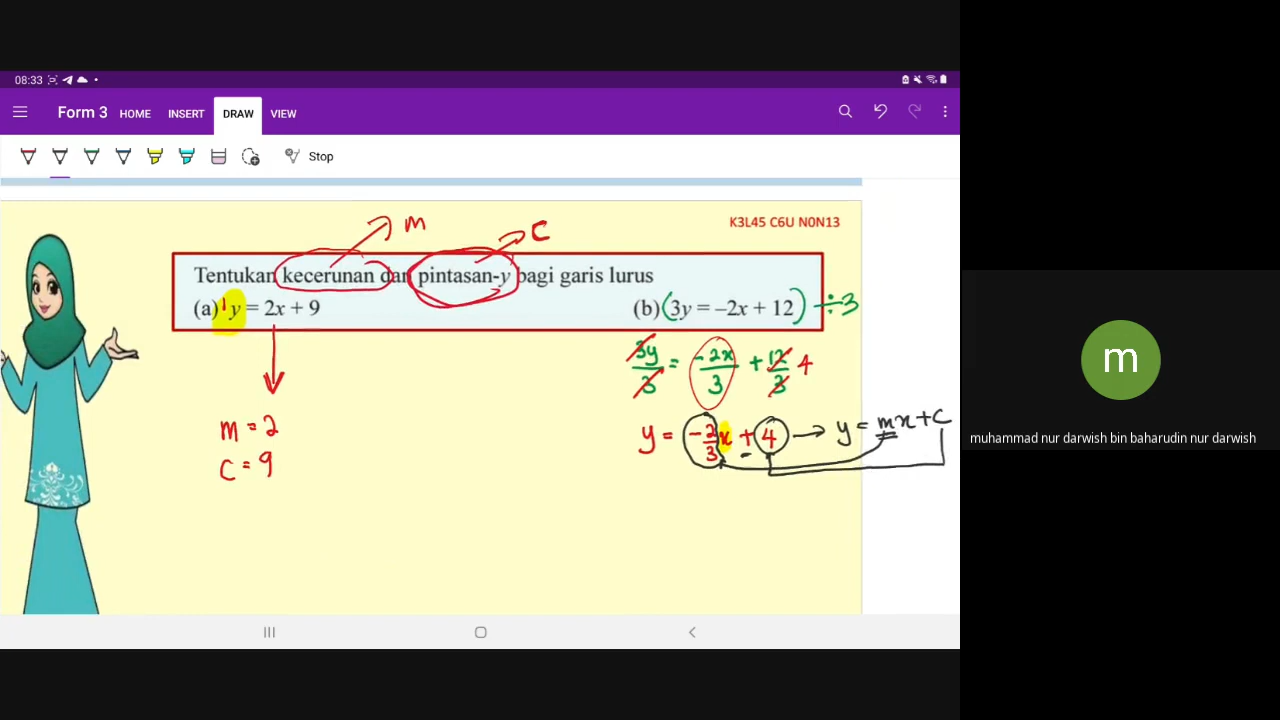 08:33
Form 3 HOME INSERT DRAW VIEW
Stop
m
C
K3L45 C6U N0N13
Tentukan kecerunan dan pintasan-y bagi garis lurus
(a) 1y = 2x + 9
(b) (3y = –2x + 12) ÷3
3y/3 = -2x/3 + 12/3 4
y = -2/3 x + 4 → y = mx + c
m = 2
C = 9
m
muhammad nur darwish bin baharudin nur darwish